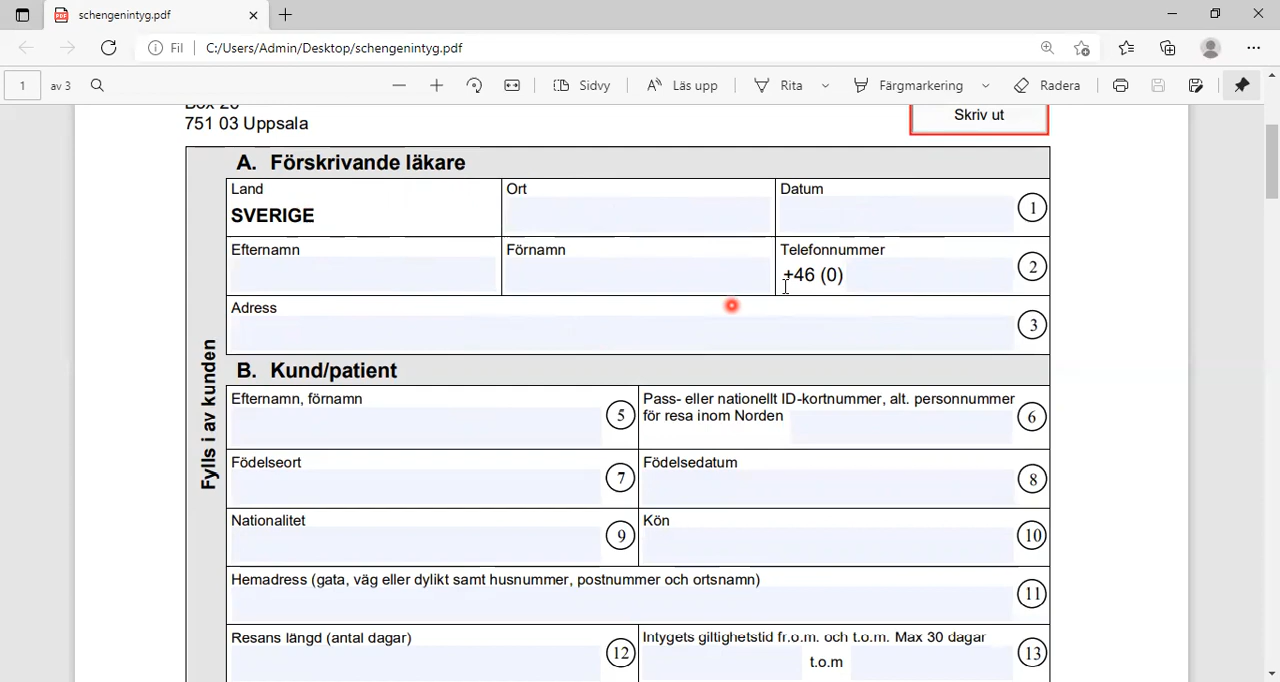 schengenintyg.pdf
Fil C:/Users/Admin/Desktop/schengenintyg.pdf
1 av 3 Sidvy Läs upp Rita Färgmarkering Radera
751 03 Uppsala
Skriv ut
A. Förskrivande läkare
Land Ort Datum
SVERIGE 1
Efternamn Förnamn Telefonnummer
+46 (0) 2
Adress
3
Fylls i av kunden
B. Kund/patient
Efternamn, förnamn 5 Pass- eller nationellt ID-kortnummer, alt. personnummer
för resa inom Norden 6
Födelseort 7 Födelsedatum 8
Nationalitet 9 Kön 10
Hemadress (gata, väg eller dylikt samt husnummer, postnummer och ortsnamn)
11
Resans längd (antal dagar) 12 Intygets giltighetstid fr.o.m. och t.o.m. Max 30 dagar
t.o.m 13